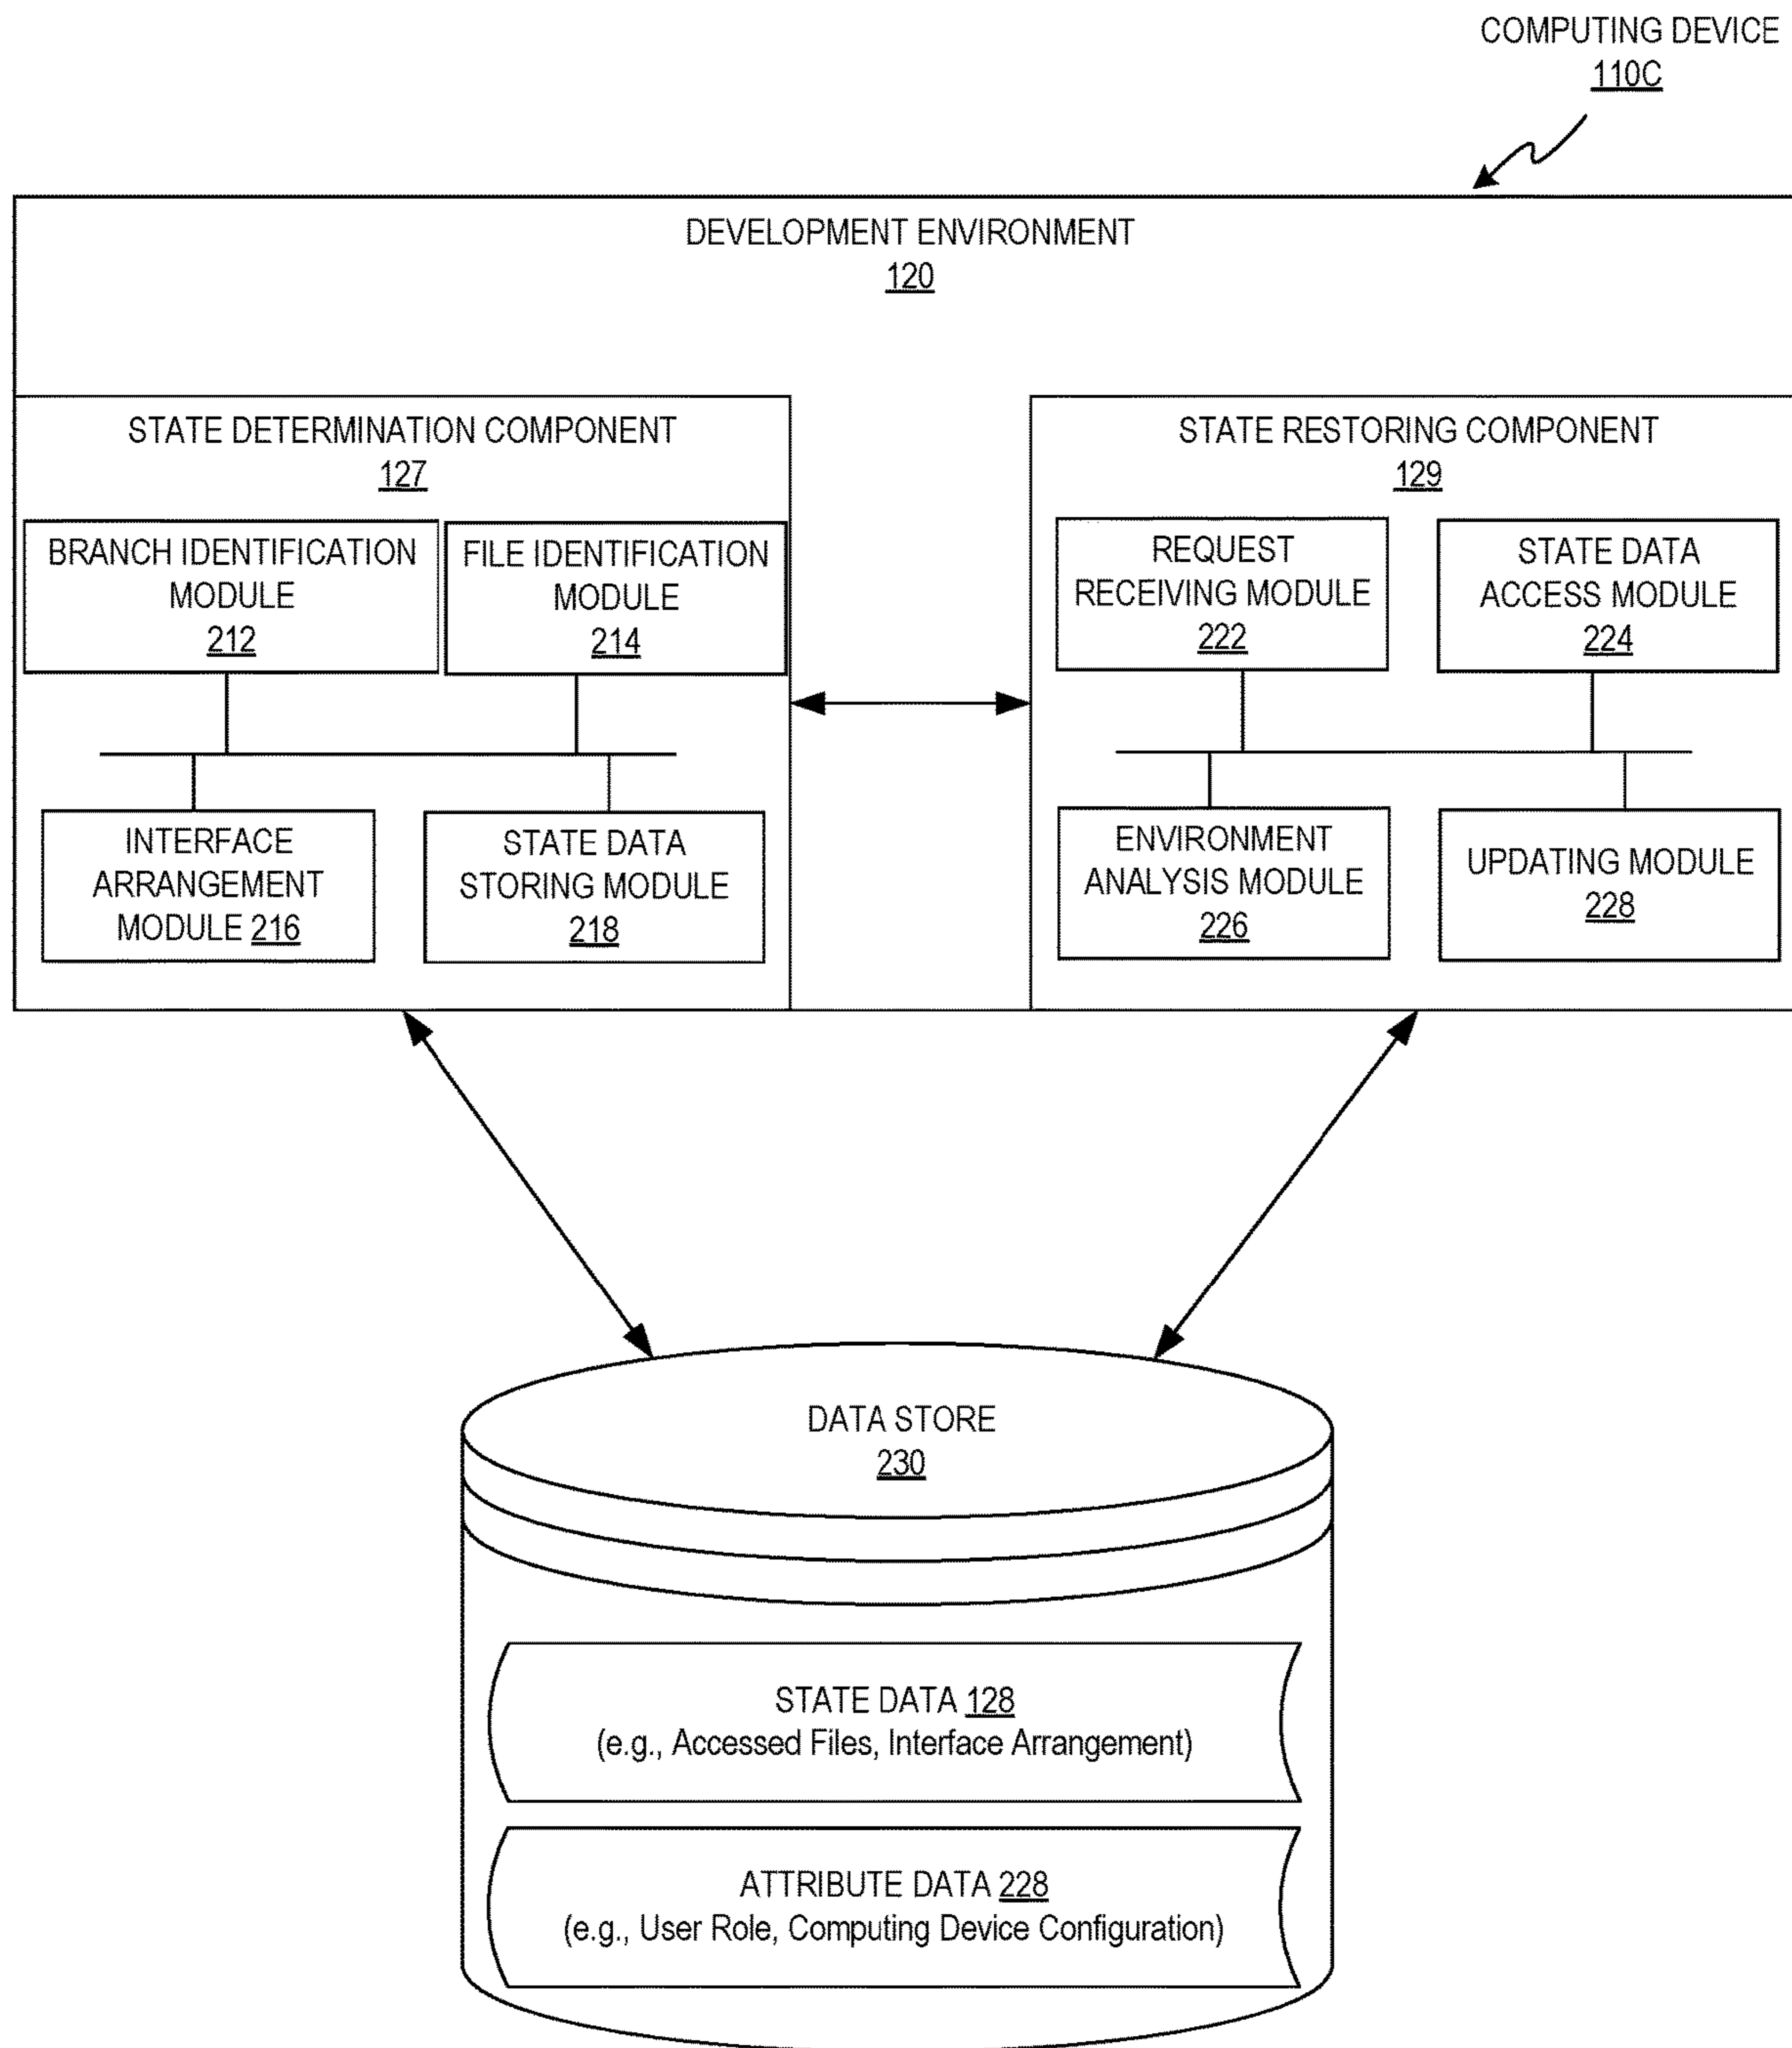 COMPUTING DEVICE
110C
DEVELOPMENT ENVIRONMENT
120
STATE DETERMINATION COMPONENT
127
BRANCH IDENTIFICATION
MODULE
212
FILE IDENTIFICATION
MODULE
214
INTERFACE
ARRANGEMENT
MODULE 216
STATE DATA
STORING MODULE
218
STATE RESTORING COMPONENT
129
REQUEST
RECEIVING MODULE
222
STATE DATA
ACCESS MODULE
224
ENVIRONMENT
ANALYSIS MODULE
226
UPDATING MODULE
228
DATA STORE
230
STATE DATA 128
(e.g., Accessed Files, Interface Arrangement)
ATTRIBUTE DATA 228
(e.g., User Role, Computing Device Configuration)